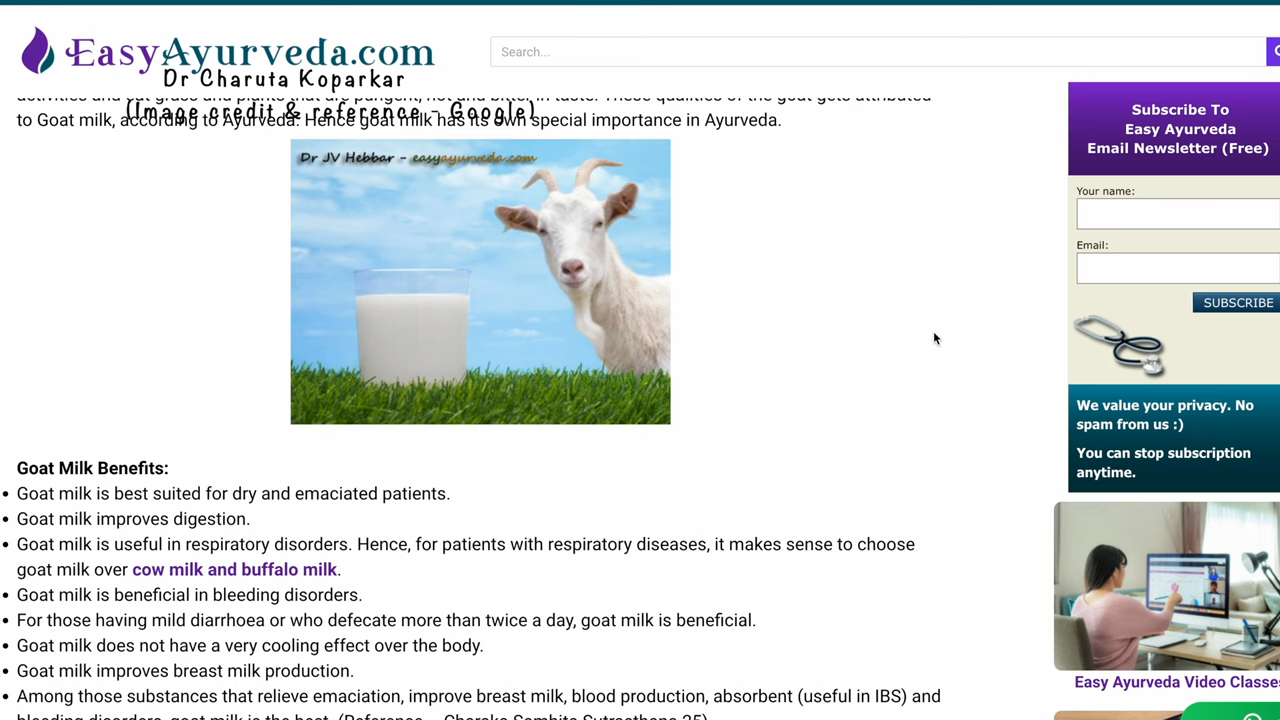 EasyAyurveda.com
Search...
Dr Charuta Koparkar
(Image credit & reference - Google)
to Goat milk, according to Ayurveda. Hence goat milk has its own special importance in Ayurveda.
Dr JV Hebbar - easyayurveda.com
Goat Milk Benefits:
• Goat milk is best suited for dry and emaciated patients.
• Goat milk improves digestion.
• Goat milk is useful in respiratory disorders. Hence, for patients with respiratory diseases, it makes sense to choose
goat milk over cow milk and buffalo milk.
• Goat milk is beneficial in bleeding disorders.
• For those having mild diarrhoea or who defecate more than twice a day, goat milk is beneficial.
• Goat milk does not have a very cooling effect over the body.
• Goat milk improves breast milk production.
• Among those substances that relieve emaciation, improve breast milk, blood production, absorbent (useful in IBS) and
Subscribe To
Easy Ayurveda
Email Newsletter (Free)
Your name:
Email:
SUBSCRIBE
We value your privacy. No
spam from us :)
You can stop subscription
anytime.
Easy Ayurveda Video Classes